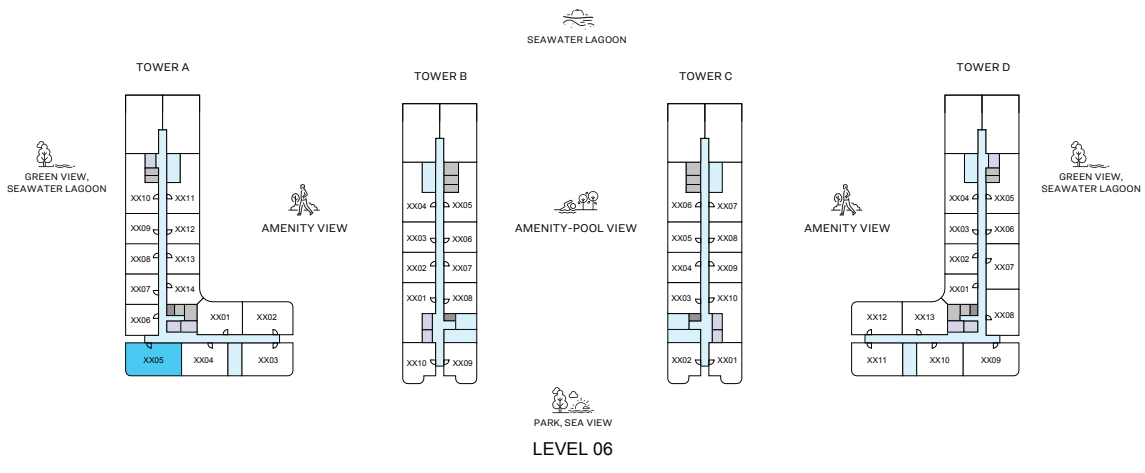 SEAWATER LAGOON
TOWER A
TOWER B
TOWER C
TOWER D
GREEN VIEW,
SEAWATER LAGOON
AMENITY VIEW
AMENITY-POOL VIEW
AMENITY VIEW
GREEN VIEW,
SEAWATER LAGOON
XX10 XX11
XX09 XX12
XX08 XX13
XX07 XX14
XX06 XX01 XX02
XX05 XX04 XX03
XX04 XX05
XX03 XX06
XX02 XX07
XX01 XX08
XX10 XX09
XX06 XX07
XX05 XX08
XX04 XX09
XX03 XX10
XX02 XX01
XX04 XX05
XX03 XX06
XX02 XX07
XX01
XX12 XX13 XX08
XX11 XX10 XX09
PARK, SEA VIEW
LEVEL 06